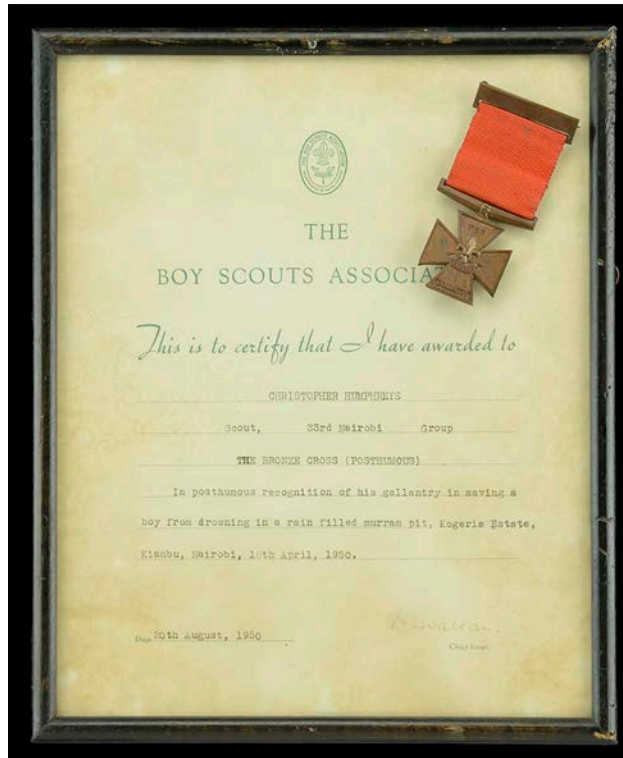 THE
BOY SCOUTS ASSOCIA
This is to certify that I have awarded to
CHRISTOPHER HUMPHREYS
Scout, 33rd Nairobi Group
THE BRONZE CROSS (POSTHUMOUS)
In posthumous recognition of his gallantry in saving a
boy from drowning in a rain filled murram pit, Kogeria Estate,
Kiambu, Nairobi, 18th April, 1950.
Date 20th August, 1950
Chief Scout.